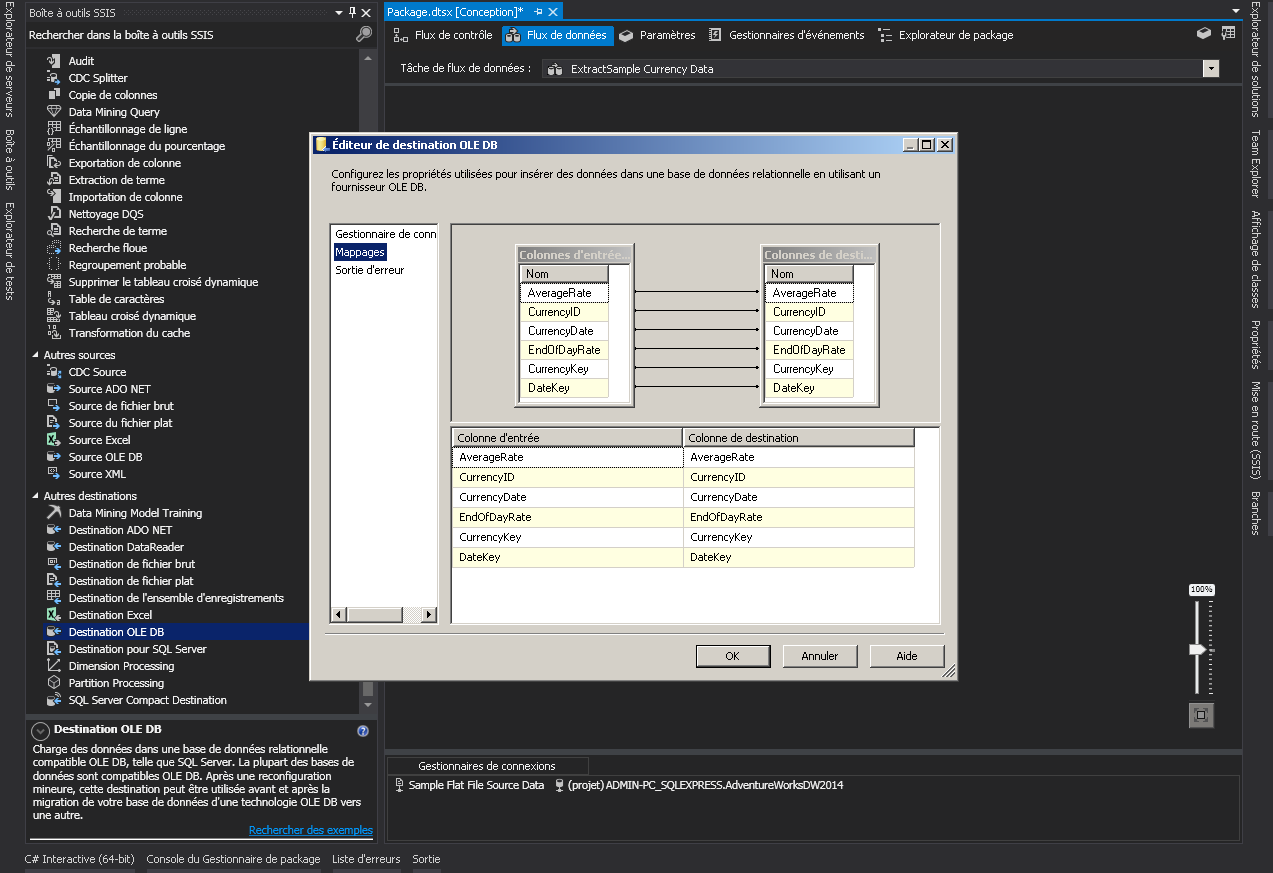 Explorateur de serveurs
Boîte à outils
Explorateur de tests
Boîte à outils SSIS
Rechercher dans la boîte à outils SSIS
Audit
CDC Splitter
Copie de colonnes
Data Mining Query
Échantillonnage de ligne
Échantillonnage du pourcentage
Exportation de colonne
Extraction de terme
Importation de colonne
Nettoyage DQS
Recherche de terme
Recherche floue
Regroupement probable
Supprimer le tableau croisé dynamique
Table de caractères
Tableau croisé dynamique
Transformation du cache
Autres sources
CDC Source
Source ADO NET
Source de fichier brut
Source du fichier plat
Source Excel
Source OLE DB
Source XML
Autres destinations
Data Mining Model Training
Destination ADO NET
Destination DataReader
Destination de fichier brut
Destination de fichier plat
Destination de l'ensemble d'enregistrements
Destination Excel
Destination OLE DB
Destination pour SQL Server
Dimension Processing
Partition Processing
SQL Server Compact Destination
Destination OLE DB
Charge des données dans une base de données relationnelle
compatible OLE DB, telle que SQL Server. La plupart des bases de
données sont compatibles OLE DB. Après une reconfiguration
mineure, cette destination peut être utilisée avant et après la
migration de votre base de données d'une technologie OLE DB vers
une autre.
Rechercher des exemples
Package.dtsx [Conception]*
Flux de contrôle
Flux de données
Paramètres
Gestionnaires d'événements
Explorateur de package
Tâche de flux de données :
ExtractSample Currency Data
Éditeur de destination OLE DB
Configurez les propriétés utilisées pour insérer des données dans une base de données relationnelle en utilisant un
fournisseur OLE DB.
Gestionnaire de conn
Mappages
Sortie d'erreur
Colonnes d'entrée...
Nom
AverageRate
CurrencyID
CurrencyDate
EndOfDayRate
CurrencyKey
DateKey
Colonnes de desti...
Nom
AverageRate
CurrencyID
CurrencyDate
EndOfDayRate
CurrencyKey
DateKey
Colonne d'entrée Colonne de destination
AverageRate AverageRate
CurrencyID CurrencyID
CurrencyDate CurrencyDate
EndOfDayRate EndOfDayRate
CurrencyKey CurrencyKey
DateKey DateKey
OK
Annuler
Aide
100%
Gestionnaires de connexions
Sample Flat File Source Data
(projet) ADMIN-PC_SQLEXPRESS.AdventureWorksDW2014
Explorateur de solutions
Team Explorer
Affichage de classes
Propriétés
Mise en route (SSIS)
Branches
C# Interactive (64-bit)
Console du Gestionnaire de package
Liste d'erreurs
Sortie